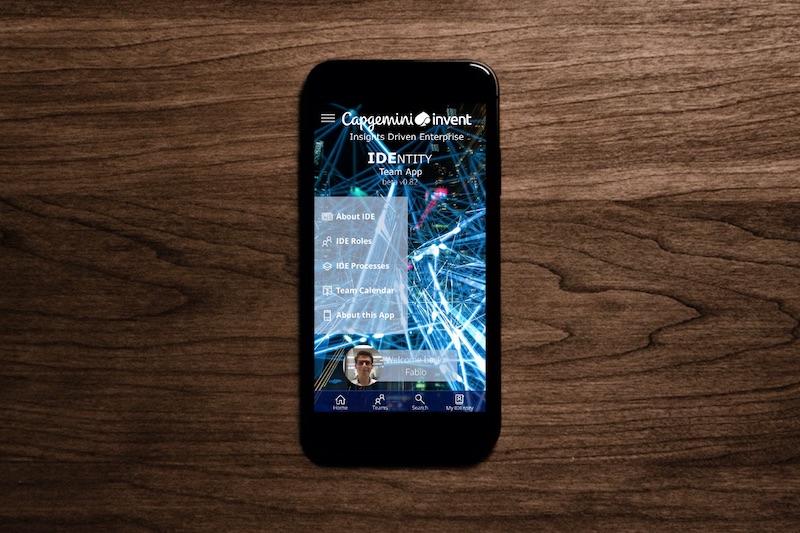 Capgemini invent
Insights Driven Enterprise
IDENTITY
Team App
beta v0.82
About IDE
IDE Roles
IDE Processes
Team Calendar
About this App
Welcome back
Fabio
Home
Teams
Search
My IDEntity